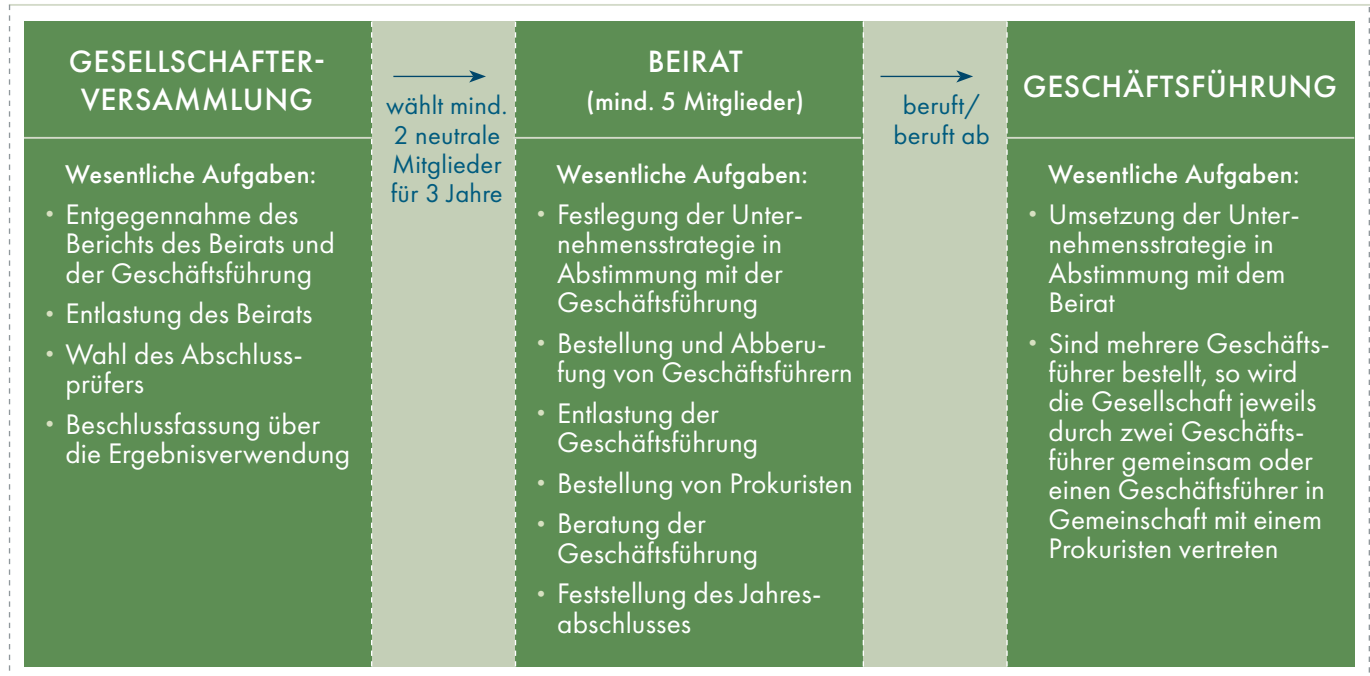 GESELLSCHAFTER-
VERSAMMLUNG
Wesentliche Aufgaben:
• Entgegennahme des
Berichts des Beirats und
der Geschäftsführung
• Entlastung des Beirats
• Wahl des Abschluss-
prüfers
• Beschlussfassung über
die Ergebnisverwendung
wählt mind.
2 neutrale
Mitglieder
für 3 Jahre
BEIRAT
(mind. 5 Mitglieder)
Wesentliche Aufgaben:
• Festlegung der Unter-
nehmensstrategie in
Abstimmung mit der
Geschäftsführung
• Bestellung und Abberu-
fung von Geschäftsführern
• Entlastung der
Geschäftsführung
• Bestellung von Prokuristen
• Beratung der
Geschäftsführung
• Feststellung des Jahres-
abschlusses
beruft/
beruft ab
GESCHÄFTSFÜHRUNG
Wesentliche Aufgaben:
• Umsetzung der Unter-
nehmensstrategie in
Abstimmung mit dem
Beirat
• Sind mehrere Geschäfts-
führer bestellt, so wird
die Gesellschaft jeweils
durch zwei Geschäfts-
führer gemeinsam oder
einen Geschäftsführer in
Gemeinschaft mit einem
Prokuristen vertreten